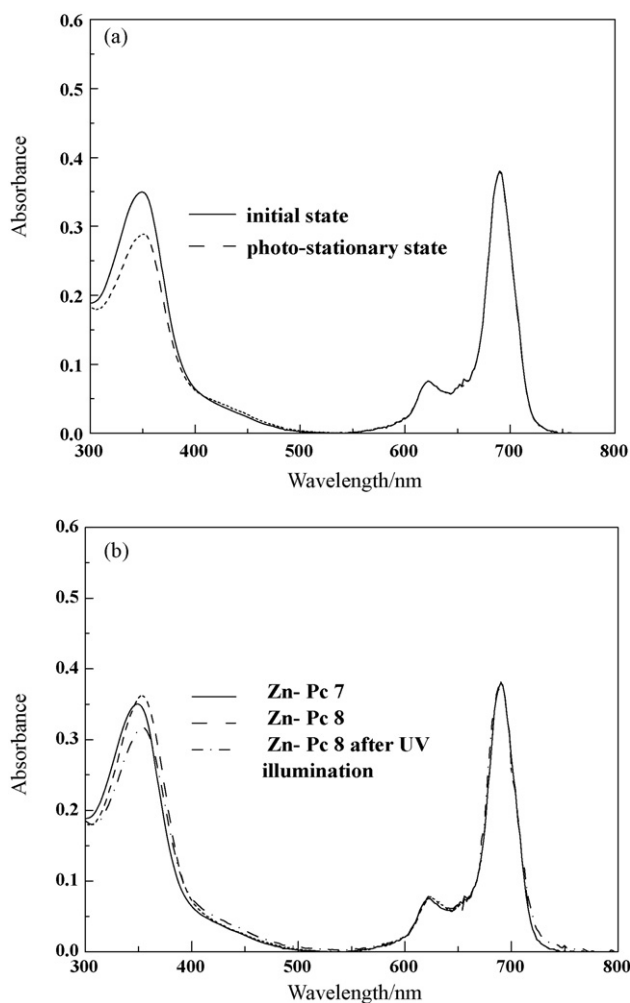 (a)
0.6
0.5
0.4
0.3
0.2
0.1
0.0
Absorbance
initial state
photo-stationary state
300
400
500
600
700
800
Wavelength/nm
(b)
0.6
0.5
0.4
0.3
0.2
0.1
0.0
Absorbance
Zn- Pc 7
Zn- Pc 8
Zn- Pc 8 after UV
illumination
300
400
500
600
700
800
Wavelength/nm